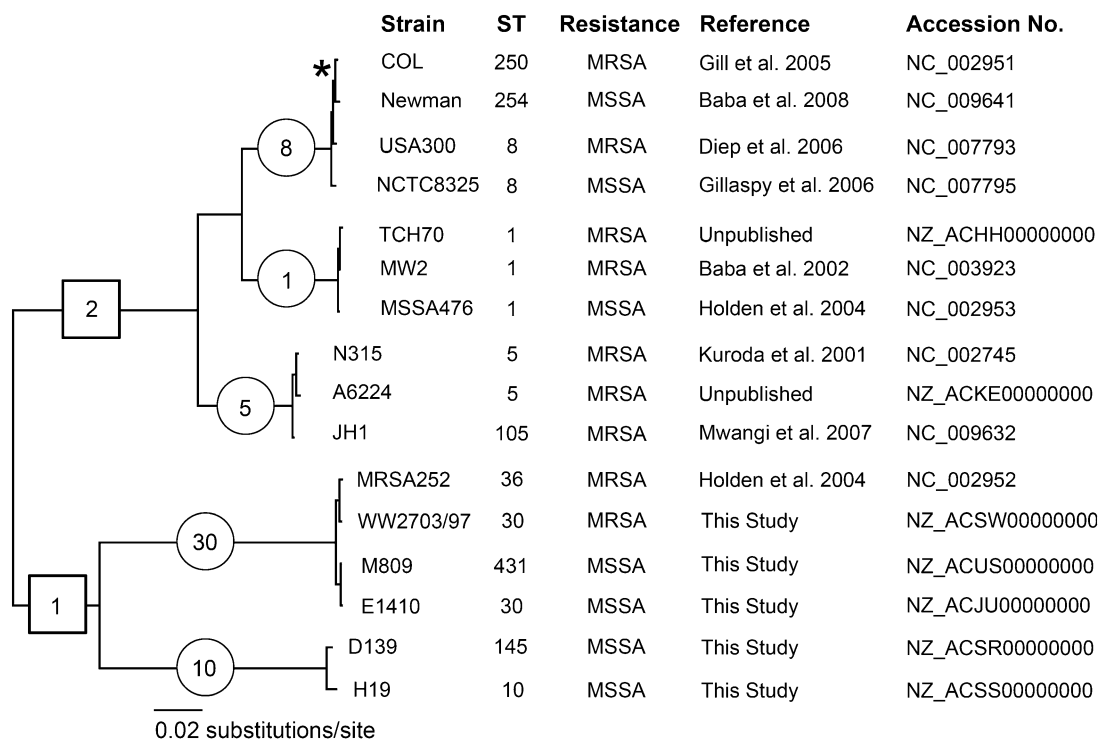 Strain ST Resistance Reference Accession No.
* COL 250 MRSA Gill et al. 2005 NC_002951
Newman 254 MSSA Baba et al. 2008 NC_009641
8 USA300 8 MRSA Diep et al. 2006 NC_007793
NCTC8325 8 MSSA Gillaspy et al. 2006 NC_007795
TCH70 1 MRSA Unpublished NZ_ACHH00000000
1 MW2 1 MRSA Baba et al. 2002 NC_003923
2 MSSA476 1 MSSA Holden et al. 2004 NC_002953
N315 5 MRSA Kuroda et al. 2001 NC_002745
5 A6224 5 MRSA Unpublished NZ_ACKE00000000
JH1 105 MRSA Mwangi et al. 2007 NC_009632
MRSA252 36 MRSA Holden et al. 2004 NC_002952
30 WW2703/97 30 MRSA This Study NZ_ACSW00000000
M809 431 MSSA This Study NZ_ACUS00000000
1 E1410 30 MSSA This Study NZ_ACJU00000000
D139 145 MSSA This Study NZ_ACSR00000000
10 H19 10 MSSA This Study NZ_ACSS00000000
0.02 substitutions/site